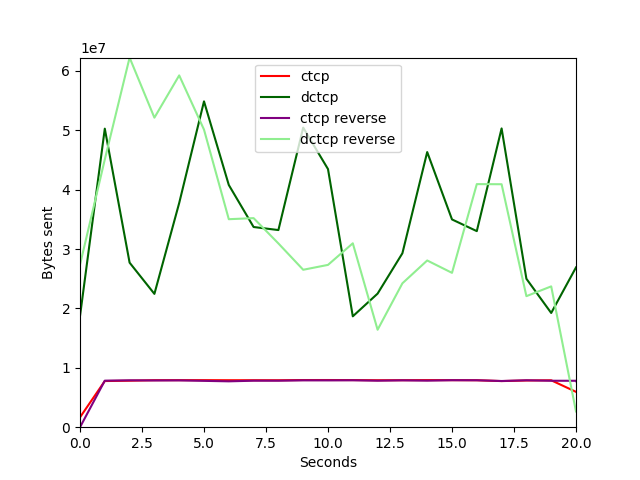 1e7
6
5
4
3
2
1
0
Bytes sent
ctcp
dctcp
ctcp reverse
dctcp reverse
0.0 2.5 5.0 7.5 10.0 12.5 15.0 17.5 20.0
Seconds